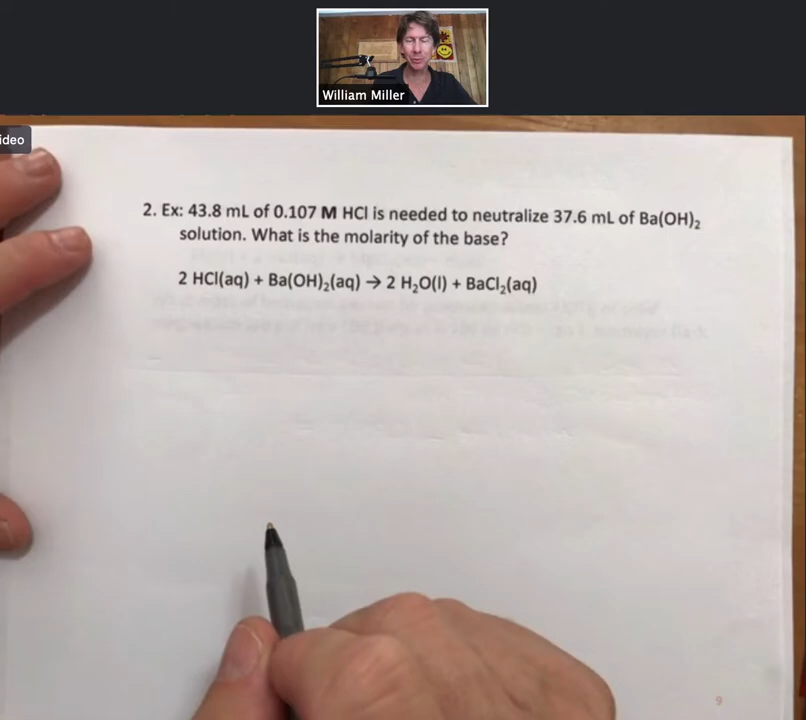 William Miller
ideo
2. Ex: 43.8 mL of 0.107 M HCl is needed to neutralize 37.6 mL of Ba(OH)₂
solution. What is the molarity of the base?
2 HCl(aq) + Ba(OH)₂(aq) → 2 H₂O(l) + BaCl₂(aq)
9